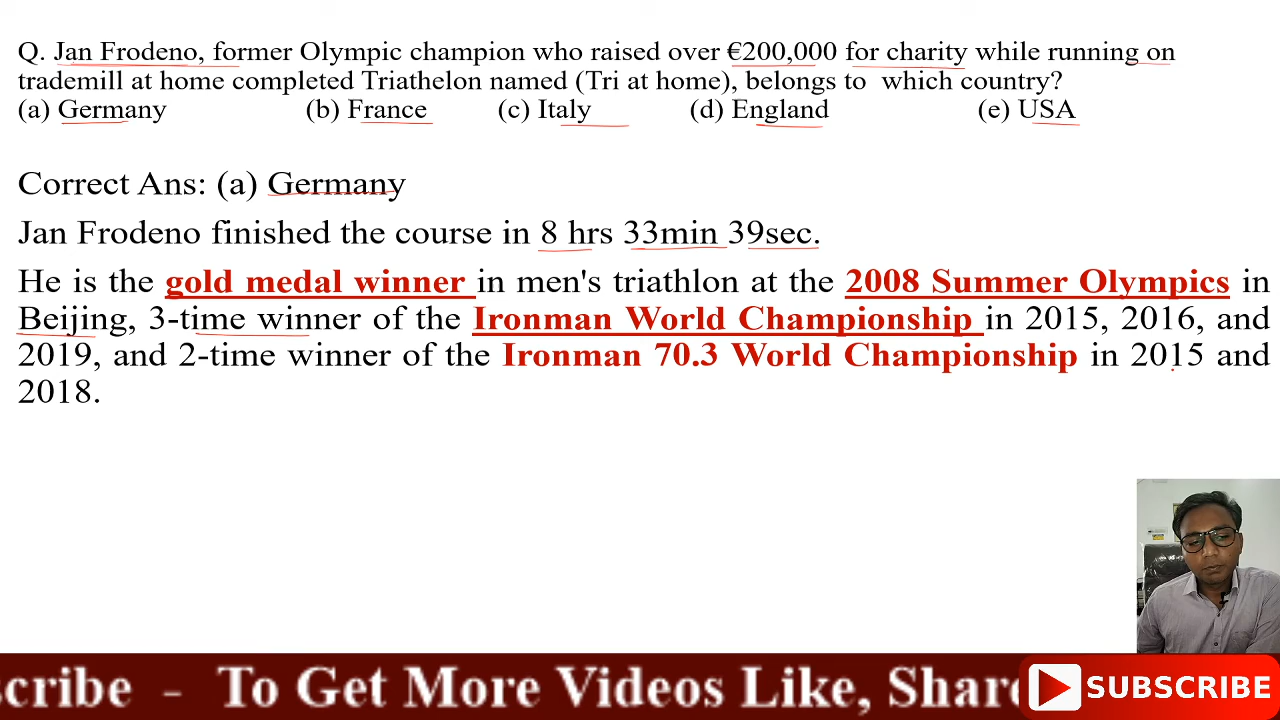 Q. Jan Frodeno, former Olympic champion who raised over €200,000 for charity while running on
trademill at home completed Triathelon named (Tri at home), belongs to which country?
(a) Germany (b) France (c) Italy (d) England (e) USA
Correct Ans: (a) Germany
Jan Frodeno finished the course in 8 hrs 33min 39sec.
He is the gold medal winner in men's triathlon at the 2008 Summer Olympics in
Beijing, 3-time winner of the Ironman World Championship in 2015, 2016, and
2019, and 2-time winner of the Ironman 70.3 World Championship in 2015 and
2018.
scribe - To Get More Videos Like, Share
SUBSCRIBE